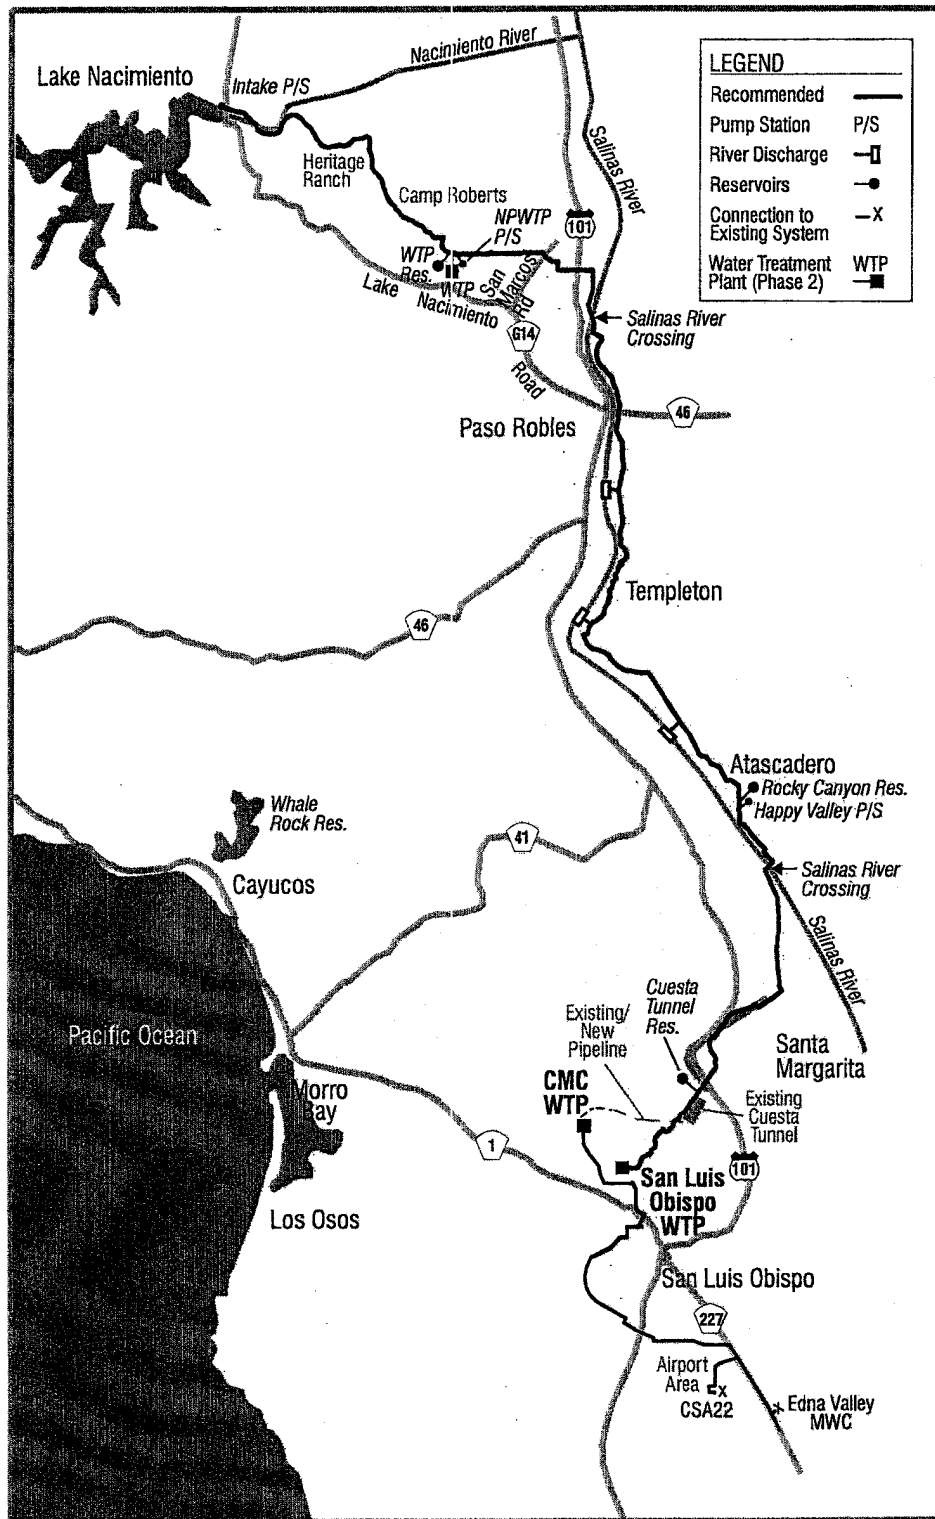 Lake Nacimiento
Intake P/S
Nacimiento River
LEGEND
Recommended
Pump Station P/S
River Discharge
Reservoirs
Connection to X
Existing System
Water Treatment WTP
Plant (Phase 2)
Salinas River
Heritage
Ranch
Camp Roberts
NPWTP
P/S
101
WTP
Res.
WTP
San
Marcos
Rd
Lake
Nacimiento
Road
G14
Salinas River
Crossing
46
Paso Robles
Templeton
46
Atascadero
Rocky Canyon Res.
Happy Valley P/S
Whale
Rock Res.
41
Cayucos
Salinas River
Crossing
Salinas River
Cuesta
Tunnel
Res.
Existing/
New
Pipeline
Pacific Ocean
Santa
Margarita
CMC
WTP
Morro
Bay
Existing
Cuesta
Tunnel
1
101
San Luis
Obispo
WTP
Los Osos
San Luis Obispo
227
Airport
Area
X
CSA22
X
Edna Valley
MWC